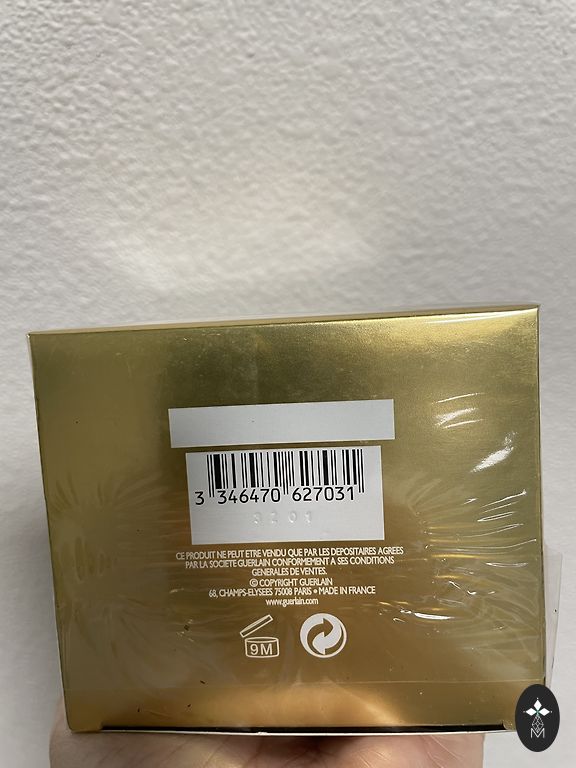 3 346470 627031
3Z01
CE PRODUIT NE PEUT ETRE VENDU QUE PAR LES DEPOSITAIRES AGREES
PAR LA SOCIETE GUERLAIN CONFORMEMENT A SES CONDITIONS
GENERALES DE VENTES.
© COPYRIGHT GUERLAIN
68, CHAMPS-ELYSEES 75008 PARIS • MADE IN FRANCE
www.guerlain.com
9M
M